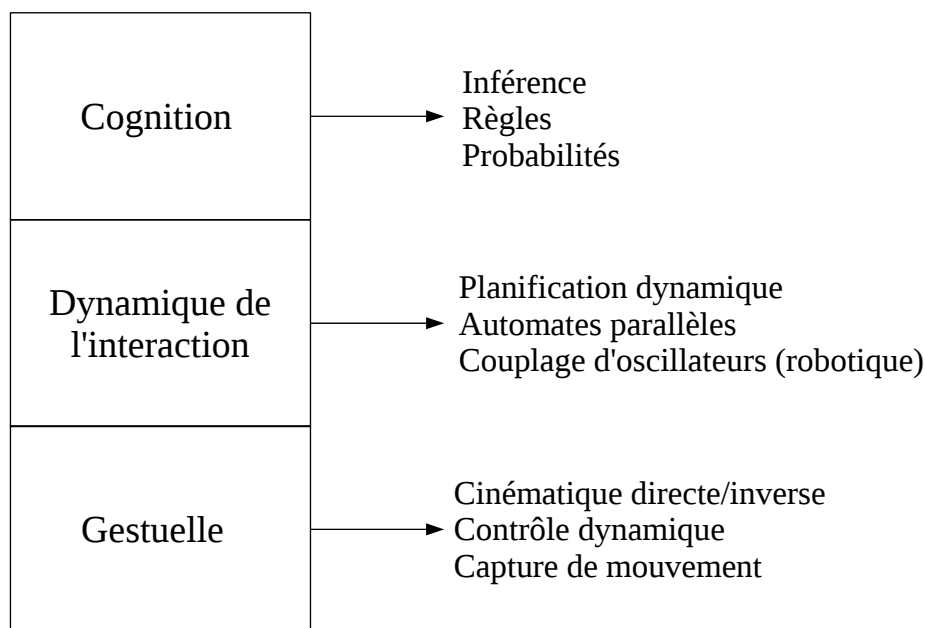 Cognition
Inférence
Règles
Probabilités
Dynamique de
l'interaction
Planification dynamique
Automates parallèles
Couplage d'oscillateurs (robotique)
Gestuelle
Cinématique directe/inverse
Contrôle dynamique
Capture de mouvement